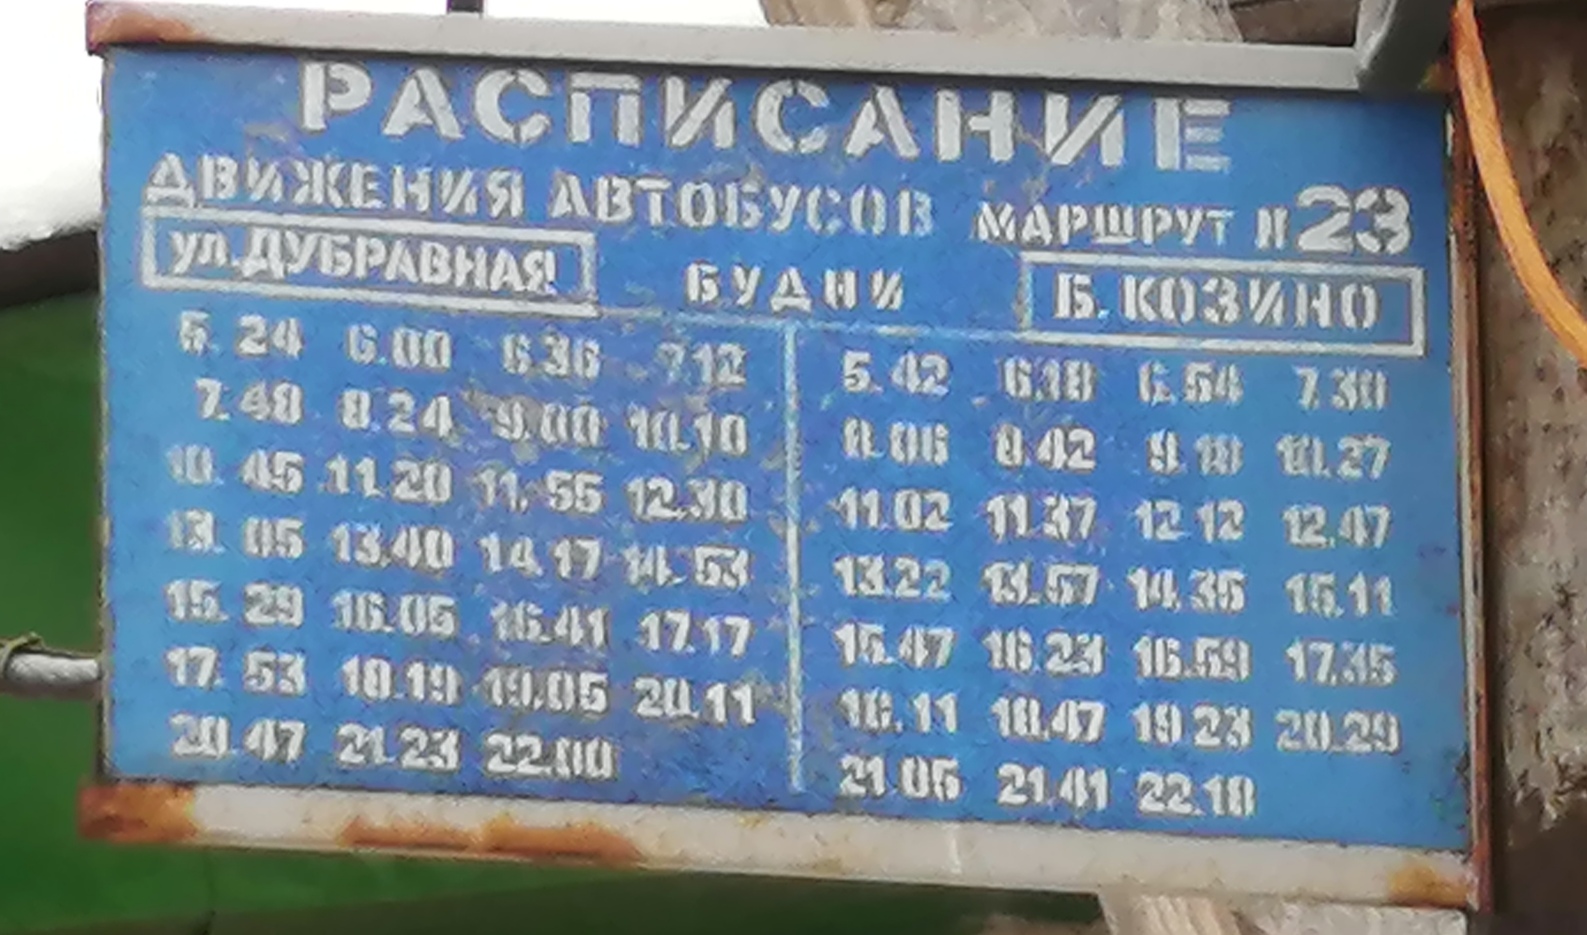 РАСПИСАНИЕ
ДВИЖЕНИЯ АВТОБУСОВ МАРШРУТ N 23
ул. ДУБРАВНАЯ БУДНИ Б. КОЗИНО
5. 24 6.00 6.36 7.12 5.42 6.18 6.54 7.30
7.48 8.24 9.00 10.10 8.06 8.42 9.18 10.27
10. 45 11.20 11.55 12.30 11.02 11.37 12.12 12.47
13. 05 13.40 14.17 14.53 13.22 13.57 14.35 15.11
15. 29 16.05 16.41 17.17 15.47 16.23 16.59 17.35
17. 53 18.19 19.05 20.11 18.11 18.47 19.23 20.29
20.47 21.23 22.00 21.05 21.41 22.18